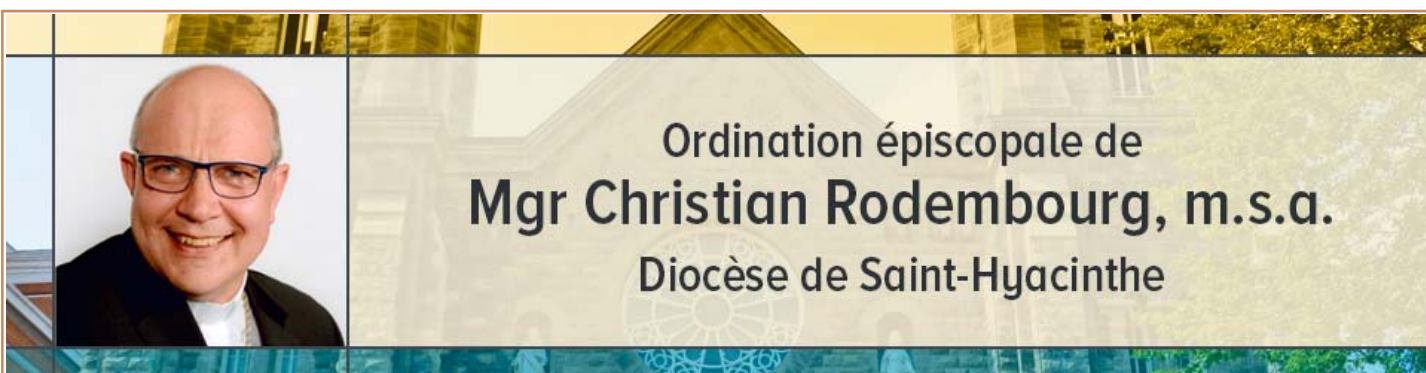 Ordination épiscopale de
Mgr Christian Rodembourg, m.s.a.
Diocèse de Saint-Hyacinthe